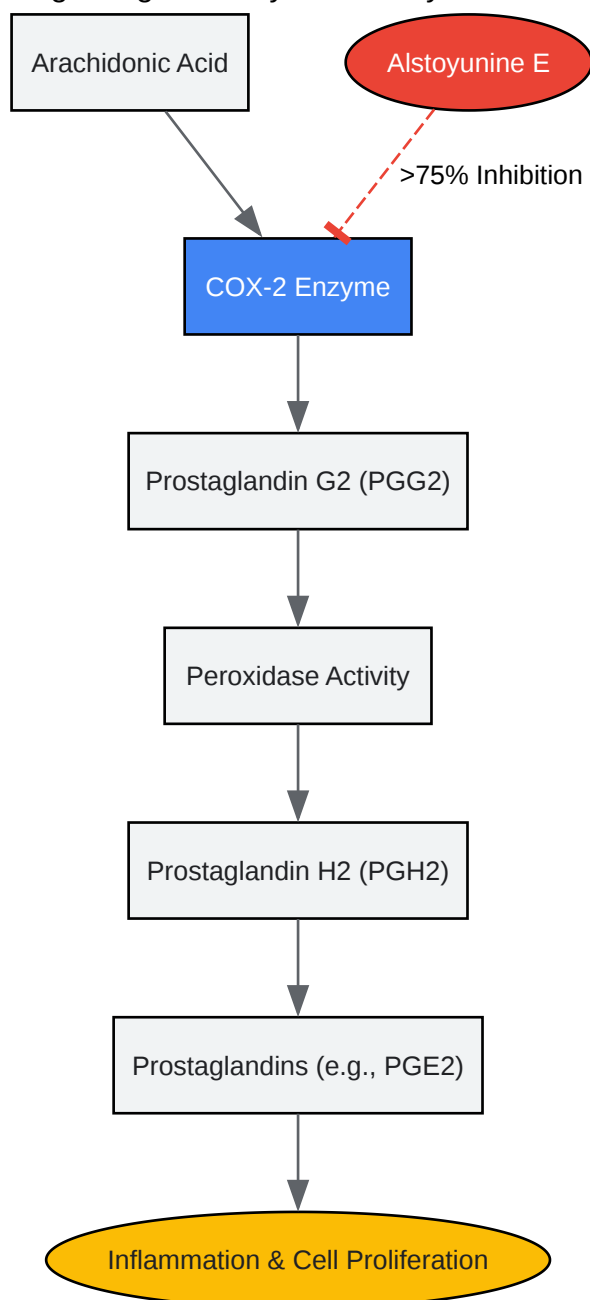 Arachidonic Acid
Alstoyunine E
>75% Inhibition
COX-2 Enzyme
Prostaglandin G2 (PGG2)
Peroxidase Activity
Prostaglandin H2 (PGH2)
Prostaglandins (e.g., PGE2)
Inflammation & Cell Proliferation